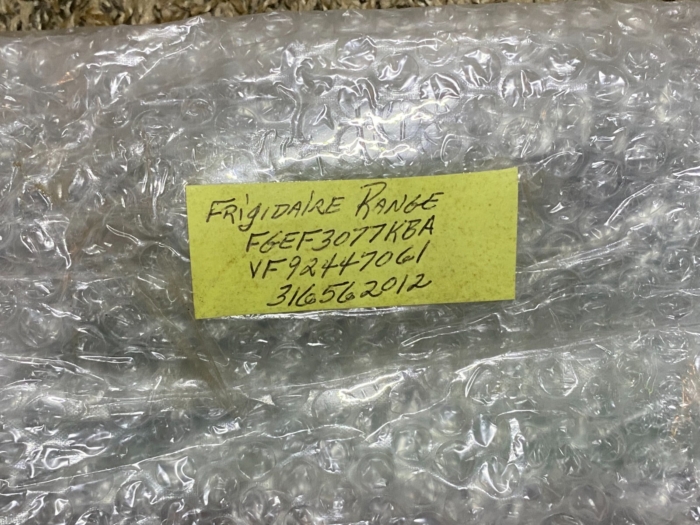 FRIGIDAIRE RANGE
FGEF3077KBA
VF92447061
316562012